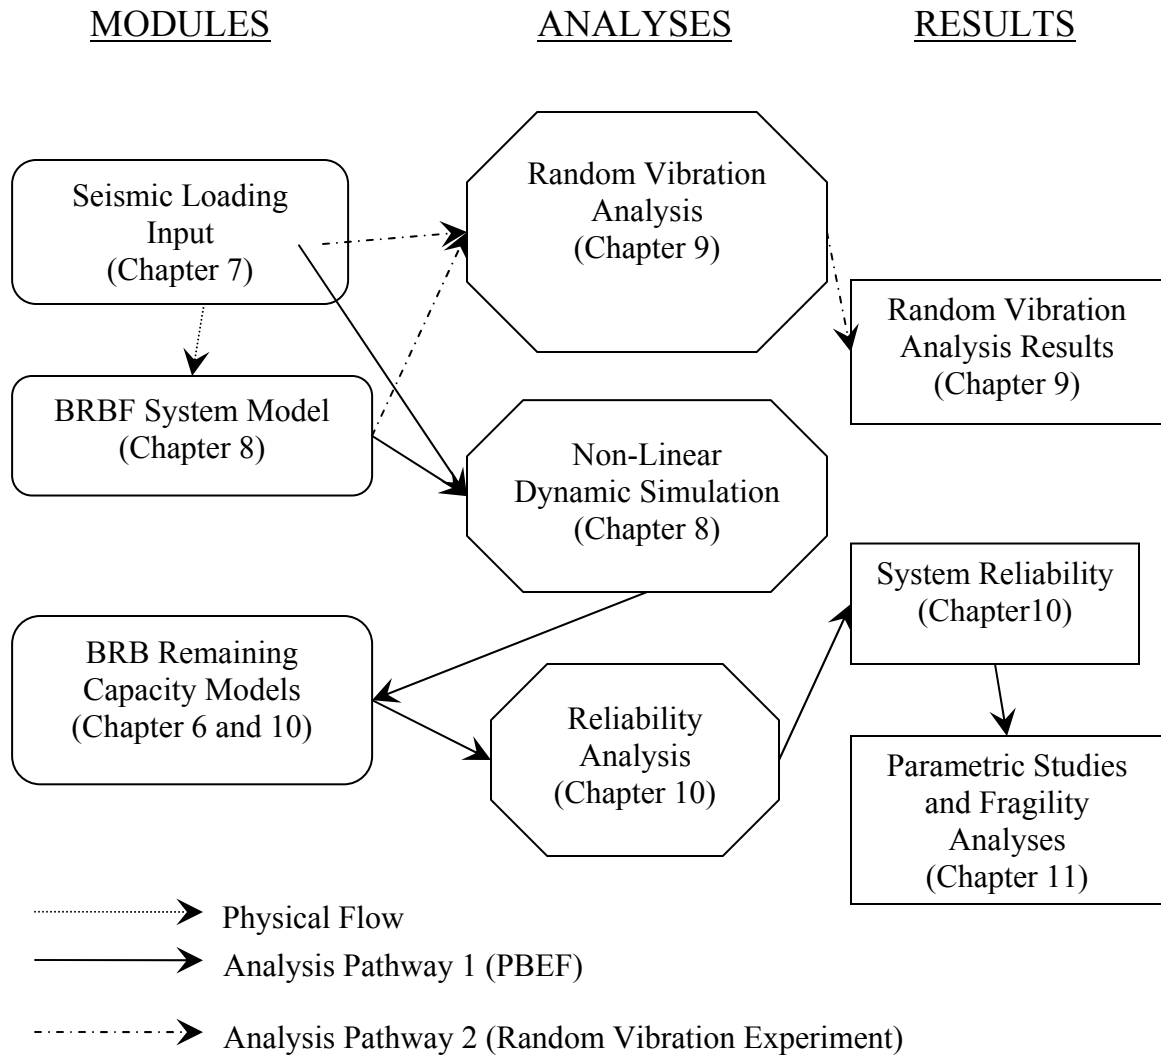 MODULES
ANALYSES
RESULTS
Seismic Loading
Input
(Chapter 7)
Random Vibration
Analysis
(Chapter 9)
Random Vibration
Analysis Results
(Chapter 9)
BRBF System Model
(Chapter 8)
Non-Linear
Dynamic Simulation
(Chapter 8)
System Reliability
(Chapter10)
BRB Remaining
Capacity Models
(Chapter 6 and 10)
Reliability
Analysis
(Chapter 10)
Parametric Studies
and Fragility
Analyses
(Chapter 11)
Physical Flow
Analysis Pathway 1 (PBEF)
Analysis Pathway 2 (Random Vibration Experiment)